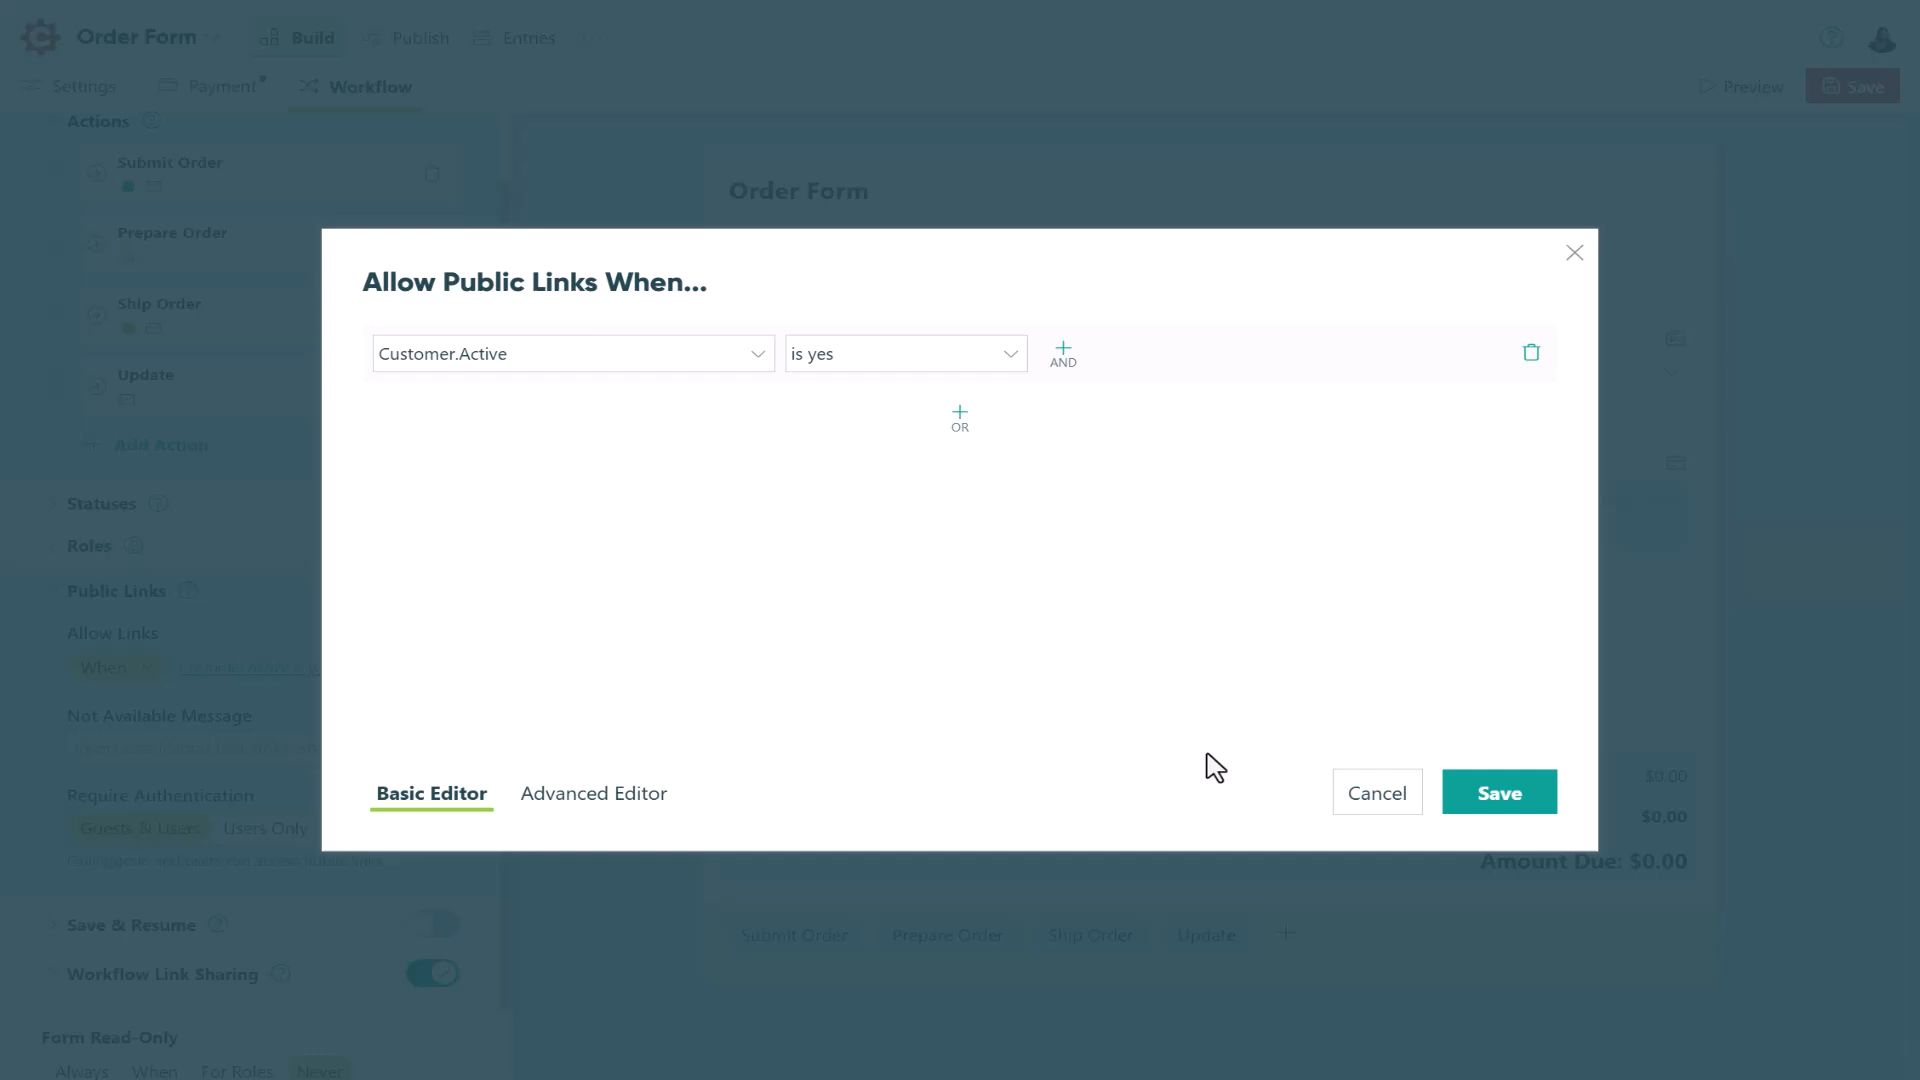 Order Form
Build
Publish
Entries
Settings
Payment
Workflow
Preview
Save
Actions
Submit Order
Prepare Order
Ship Order
Update
Add Action
Statuses
Roles
Public Links
Allow Links
When
Not Available Message
Require Authentication
Guests & Users
Users Only
Save & Resume
Workflow Link Sharing
Form Read-Only
Always
When
For Roles
Never
Order Form
Allow Public Links When...
Customer.Active
is yes
AND
OR
Basic Editor
Advanced Editor
Cancel
Save
$0.00
$0.00
Amount Due: $0.00
Submit Order
Prepare Order
Ship Order
Update